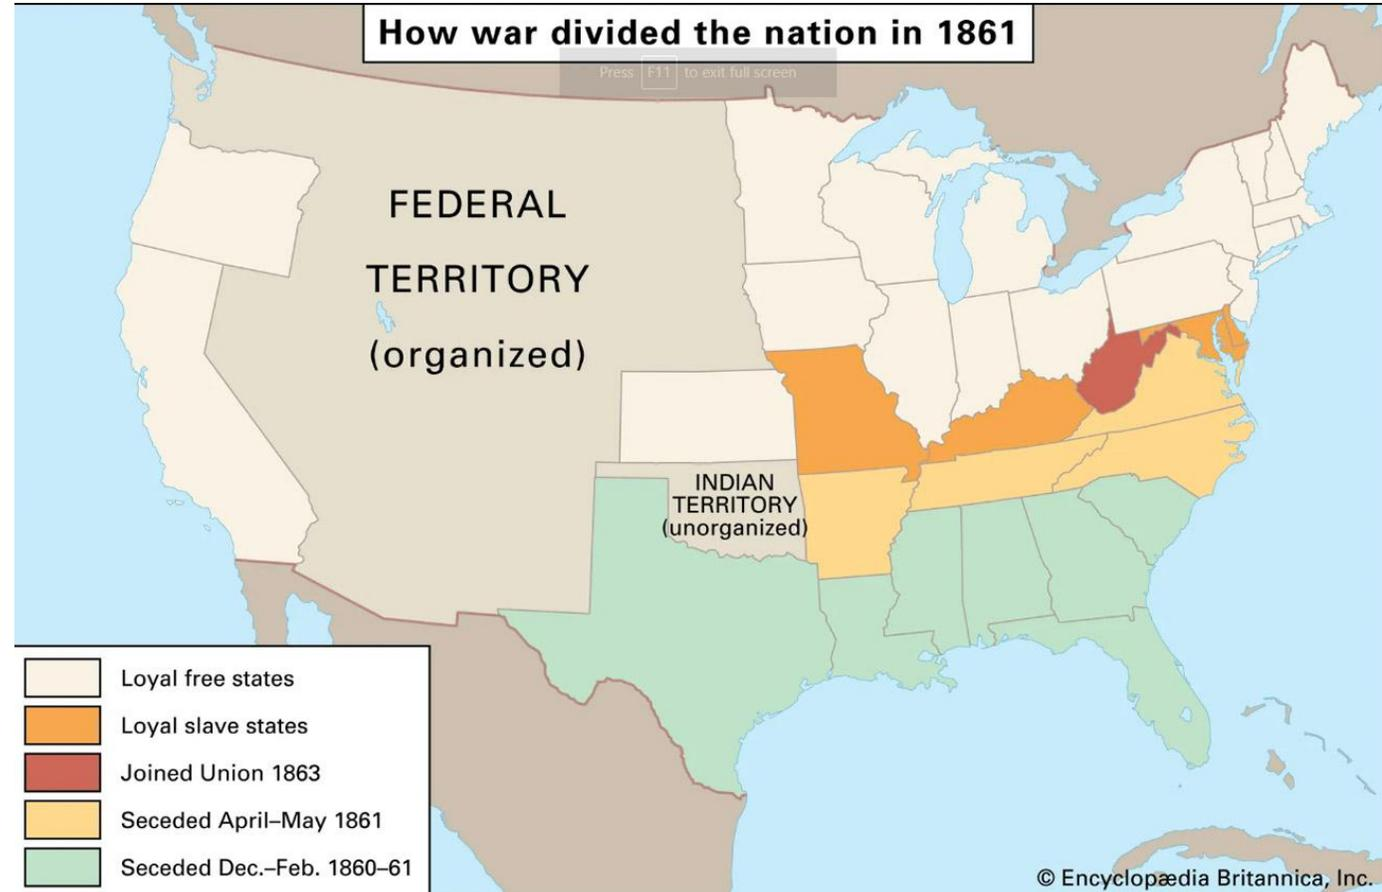 How war divided the nation in 1861
Press F11 to exit full screen
FEDERAL
TERRITORY
(organized)
INDIAN
TERRITORY
(unorganized)
Loyal free states
Loyal slave states
Joined Union 1863
Seceded April–May 1861
Seceded Dec.–Feb. 1860–61
© Encyclopædia Britannica, Inc.